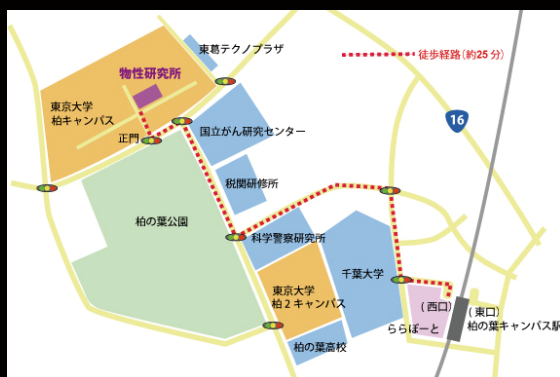 東葛テクノプラザ
徒歩経路(約25分)
物性研究所
東京大学
柏キャンパス
16
国立がん研究センター
正門
税関研修所
柏の葉公園
科学警察研究所
千葉大学
東京大学
柏2キャンパス
(西口)
(東口)
ららぽーと
柏の葉キャンパス駅
柏の葉高校